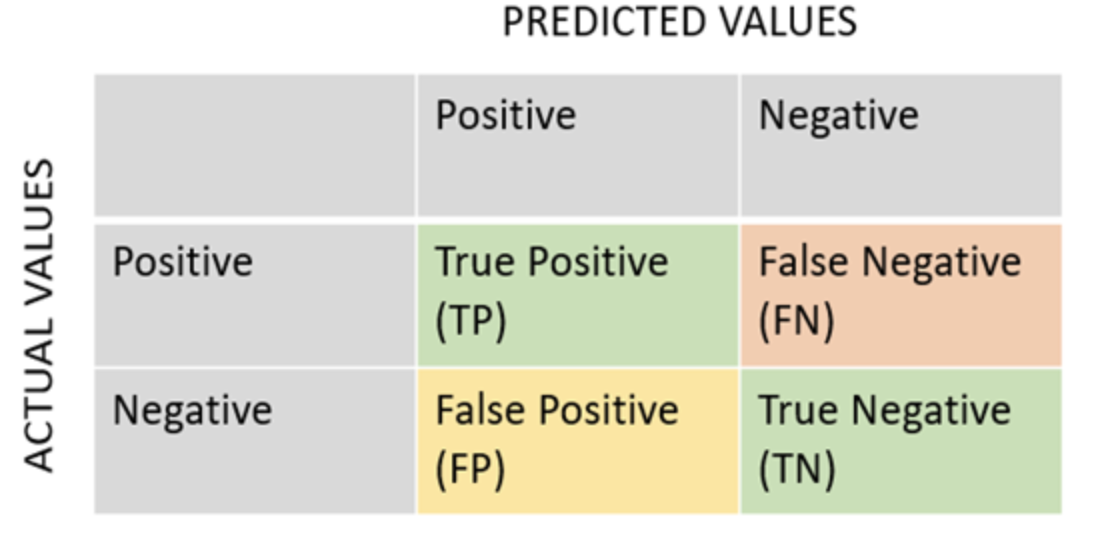 PREDICTED VALUES
ACTUAL VALUES
Positive
Negative
Positive
True Positive
(TP)
False Negative
(FN)
Negative
False Positive
(FP)
True Negative
(TN)